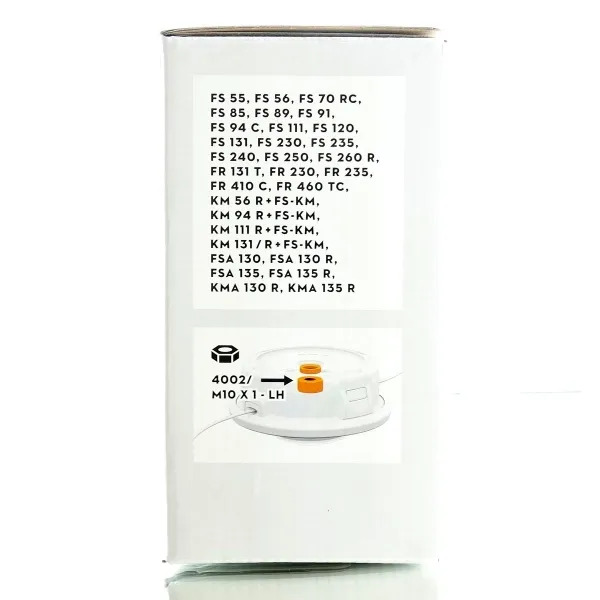 FS 55, FS 56, FS 70 RC,
FS 85, FS 89, FS 91,
FS 94 C, FS 111, FS 120,
FS 131, FS 230, FS 235,
FS 240, FS 250, FS 260 R,
FR 131 T, FR 230, FR 235,
FR 410 C, FR 460 TC,
KM 56 R + FS-KM,
KM 94 R + FS-KM,
KM 111 R + FS-KM,
KM 131 / R + FS-KM,
FSA 130, FSA 130 R,
FSA 135, FSA 135 R,
KMA 130 R, KMA 135 R
4002/
M10 X 1 - LH